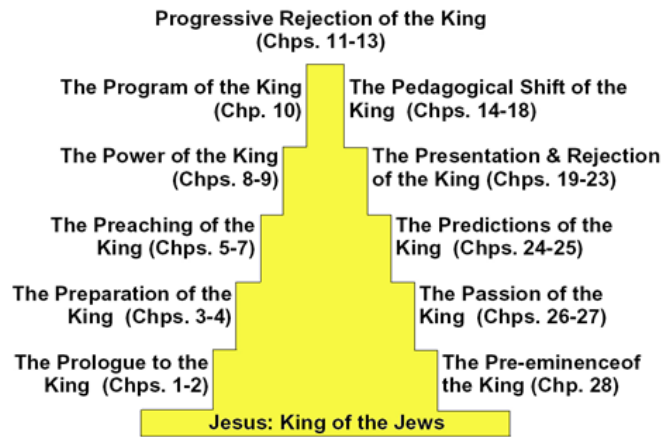 Progressive Rejection of the King
(Chps. 11-13)
The Program of the King
(Chp. 10)
The Pedagogical Shift of the
King (Chps. 14-18)
The Power of the King
(Chps. 8-9)
The Presentation & Rejection
of the King (Chps. 19-23)
The Preaching of the
King (Chps. 5-7)
The Predictions of the
King (Chps. 24-25)
The Preparation of the
King (Chps. 3-4)
The Passion of the
King (Chps. 26-27)
The Prologue to the
King (Chps. 1-2)
The Pre-eminenceof
the King (Chp. 28)
Jesus: King of the Jews